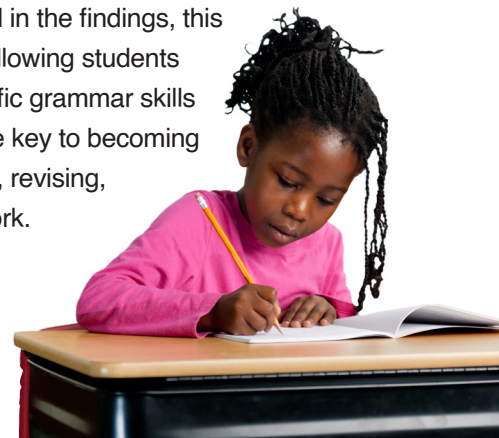 in the findings, this
llowing students
fic grammar skills
key to becoming
, revising,
rk.